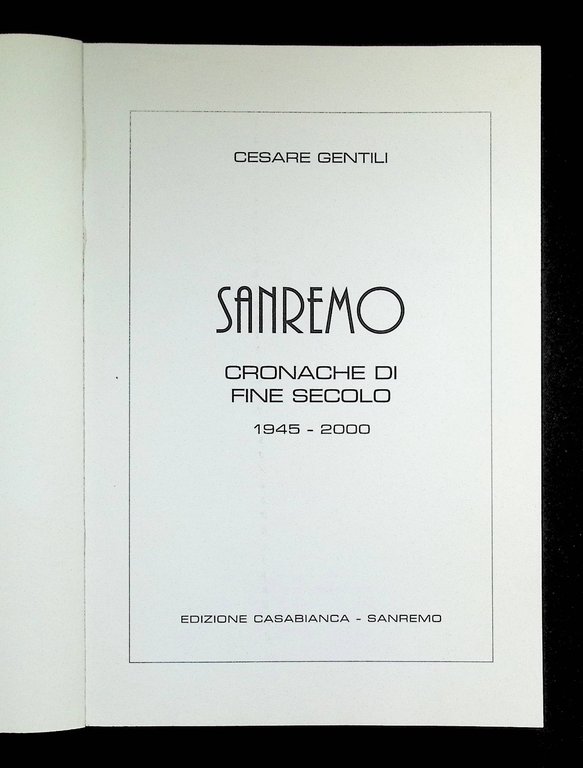 CESARE GENTILI
SANREMO
CRONACHE DI
FINE SECOLO
1945 - 2000
EDIZIONE CASABIANCA - SANREMO